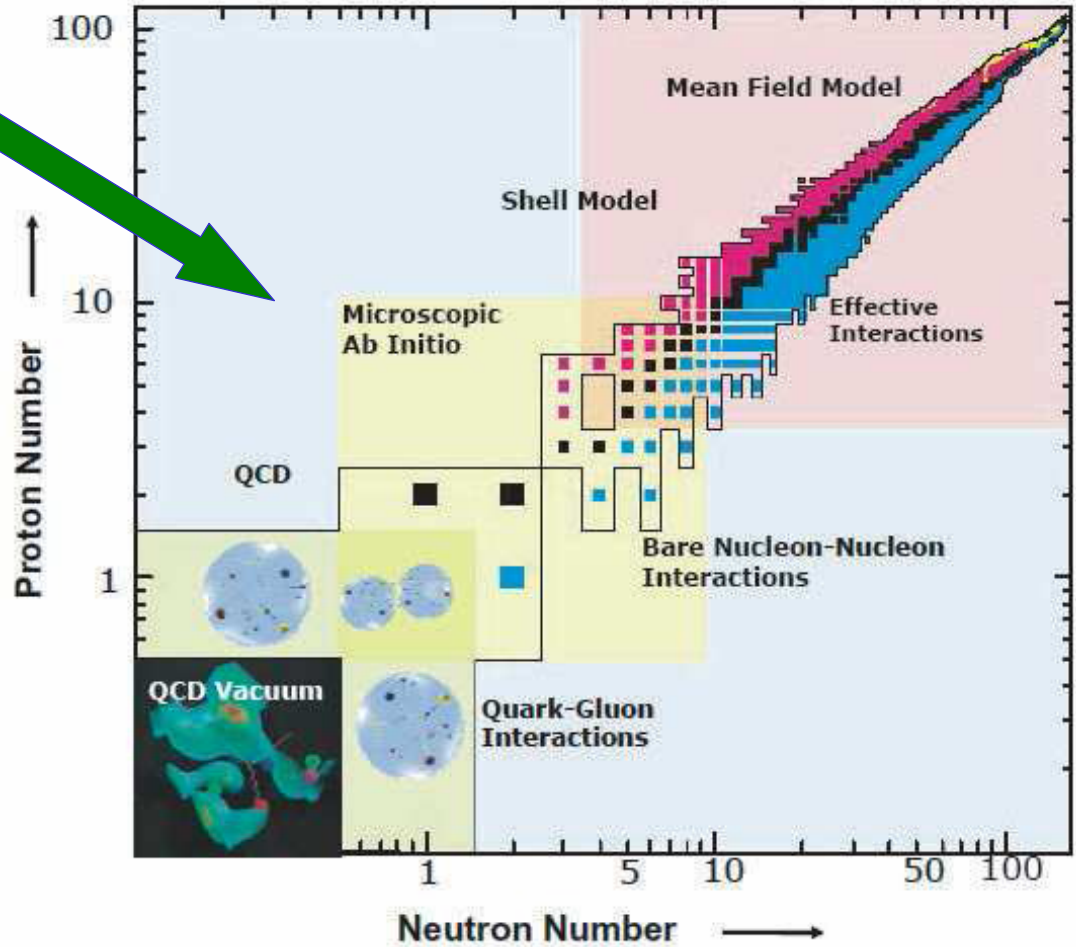 100
Mean Field Model
Shell Model
10
Microscopic
Ab Initio
Effective
Interactions
QCD
Bare Nucleon-Nucleon
Interactions
1
QCD Vacuum
Quark-Gluon
Interactions
Proton Number
1
5
10
50
100
Neutron Number